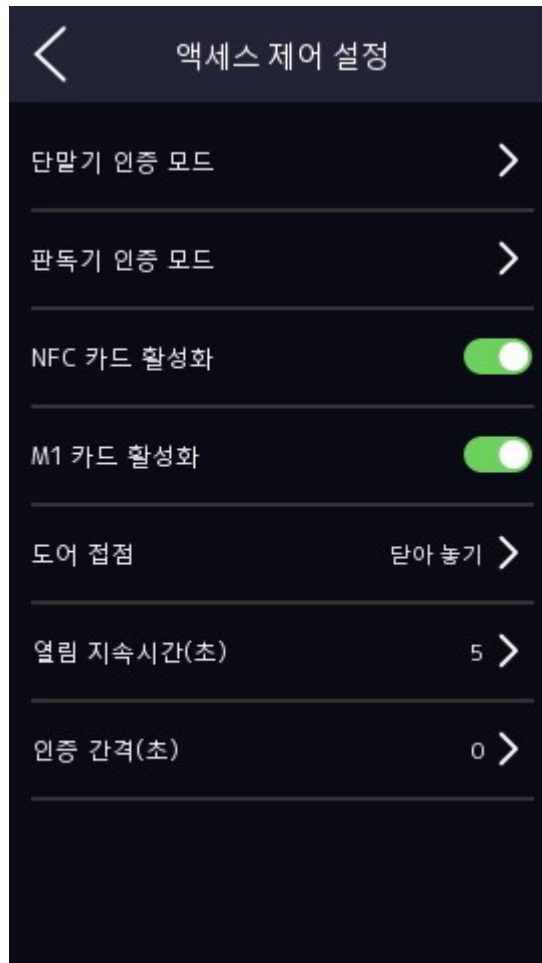 액세스 제어 설정
단말기 인증 모드
판독기 인증 모드
NFC 카드 활성화
M1 카드 활성화
도어 접점 닫아 놓기
열림 지속시간(초) 5
인증 간격(초) 0